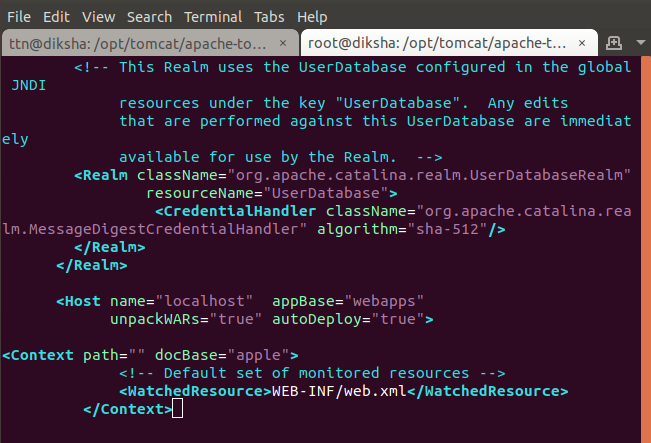 File Edit View Search Terminal Tabs Help
ttn@diksha: /opt/tomcat/apache-to... × root@diksha: /opt/tomcat/apache-t... ×
<!-- This Realm uses the UserDatabase configured in the global
JNDI
resources under the key "UserDatabase".  Any edits
that are performed against this UserDatabase are immediat
ely
available for use by the Realm.  -->
<Realm className="org.apache.catalina.realm.UserDatabaseRealm"
resourceName="UserDatabase">
<CredentialHandler className="org.apache.catalina.rea
lm.MessageDigestCredentialHandler" algorithm="sha-512"/>
</Realm>
</Realm>
<Host name="localhost"  appBase="webapps"
unpackWARs="true" autoDeploy="true">
<Context path="" docBase="apple">
<!-- Default set of monitored resources -->
<WatchedResource>WEB-INF/web.xml</WatchedResource>
</Context>